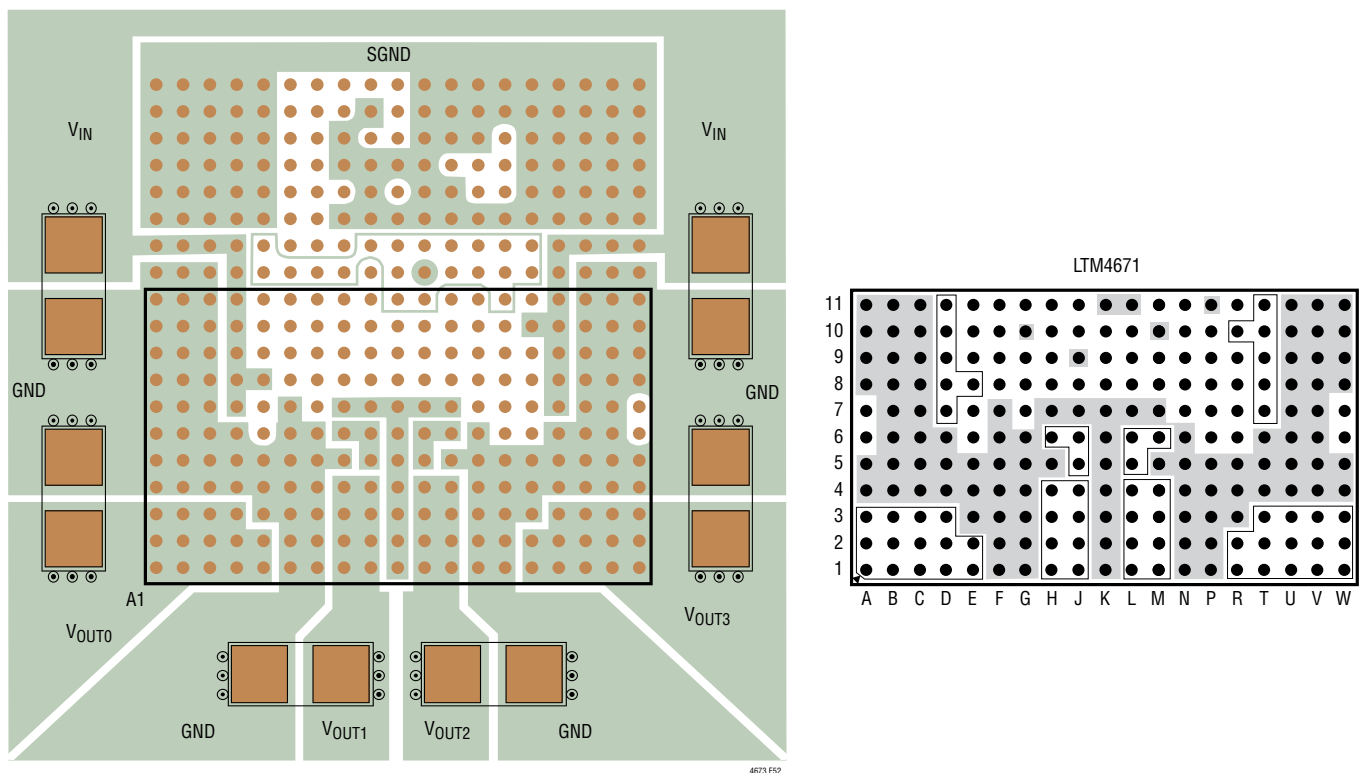 SGND
VIN
VIN
LTM4671
11
10
9
8
7
6
5
4
3
2
1
A B C D E F G H J K L M N P R T U V W
GND
GND
A1
VOUT0
VOUT3
GND
VOUT1
VOUT2
GND
4673 F52